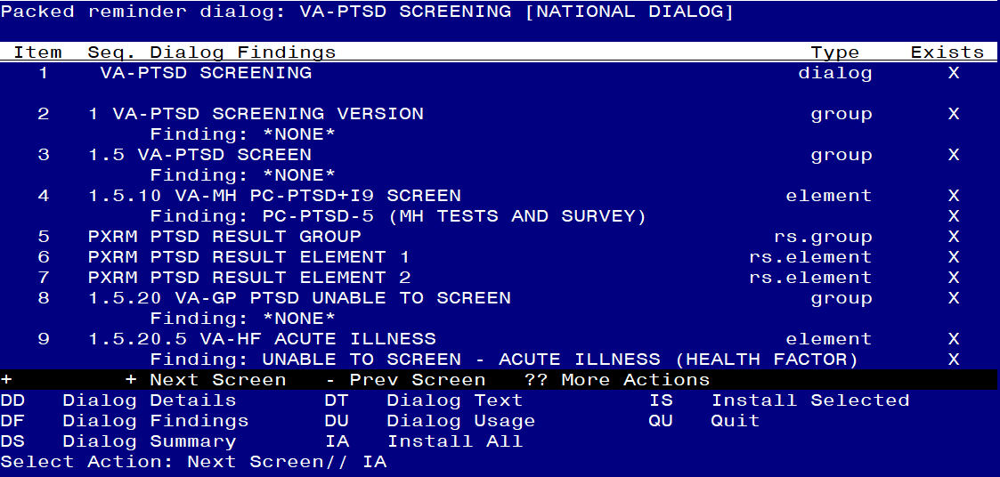 Packed reminder dialog: VA-PTSD SCREENING [NATIONAL DIALOG]
Item Seq. Dialog Findings Type Exists
1 VA-PTSD SCREENING dialog X
2 1 VA-PTSD SCREENING VERSION group X
Finding: *NONE*
3 1.5 VA-PTSD SCREEN group X
Finding: *NONE*
4 1.5.10 VA-MH PC-PTSD+I9 SCREEN element X
Finding: PC-PTSD-5 (MH TESTS AND SURVEY) X
5 PXRM PTSD RESULT GROUP rs.group X
6 PXRM PTSD RESULT ELEMENT 1 rs.element X
7 PXRM PTSD RESULT ELEMENT 2 rs.element X
8 1.5.20 VA-GP PTSD UNABLE TO SCREEN group X
Finding: *NONE*
9 1.5.20.5 VA-HF ACUTE ILLNESS element X
Finding: UNABLE TO SCREEN - ACUTE ILLNESS (HEALTH FACTOR) X
+ + Next Screen - Prev Screen ?? More Actions
DD Dialog Details DT Dialog Text IS Install Selected
DF Dialog Findings DU Dialog Usage QU Quit
DS Dialog Summary IA Install All
Select Action: Next Screen// IA